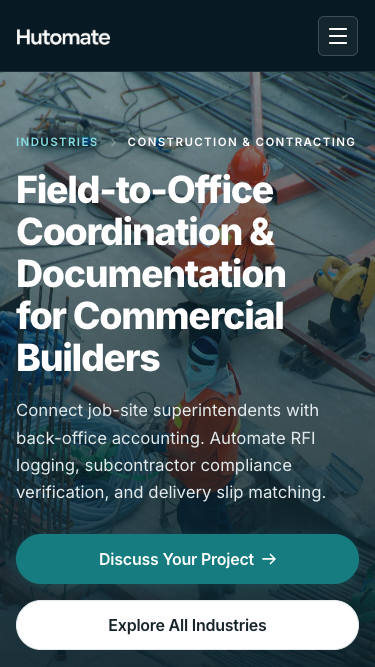 Hutomate
INDUSTRIES > CONSTRUCTION & CONTRACTING
Field-to-Office
Coordination &
Documentation
for Commercial
Builders
Connect job-site superintendents with
back-office accounting. Automate RFI
logging, subcontractor compliance
verification, and delivery slip matching.
Discuss Your Project →
Explore All Industries